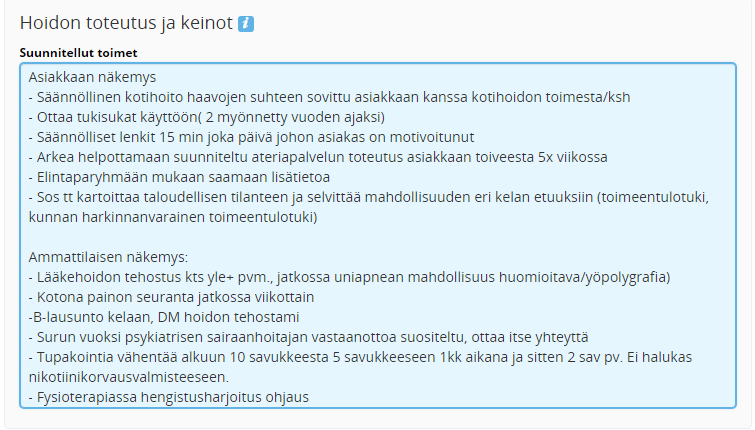 Hoidon toteutus ja keinot i
Suunnitellut toimet
Asiakkaan näkemys
- Säännöllinen kotihoito haavojen suhteen sovittu asiakkaan kanssa kotihoidon toimesta/ksh
- Ottaa tukisukat käyttöön( 2 myönnetty vuoden ajaksi)
- Säännölliset lenkit 15 min joka päivä johon asiakas on motivoitunut
- Arkea helpottamaan suunniteltu ateriapalvelun toteutus asiakkaan toiveesta 5x viikossa
- Elintaparyhmään mukaan saamaan lisätietoa
- Sos tt kartoittaa taloudellisen tilanteen ja selvittää mahdollisuuden eri kelan etuuksiin (toimeentulotuki,
kunnan harkinnanvarainen toimeentulotuki)
Ammattilaisen näkemys:
- Lääkehoidon tehostus kts yle+ pvm., jatkossa uniapnean mahdollisuus huomioitava/yöpolygrafia)
- Kotona painon seuranta jatkossa viikottain
-B-lausunto kelaan, DM hoidon tehostami
- Surun vuoksi psykiatrisen sairaanhoitajan vastaanottoa suositeltu, ottaa itse yhteyttä
- Tupakointia vähentää alkuun 10 savukkeesta 5 savukkeeseen 1kk aikana ja sitten 2 sav pv. Ei halukas
nikotiinikorvausvalmisteeseen.
- Fysioterapiassa hengistusharjoitus ohjaus